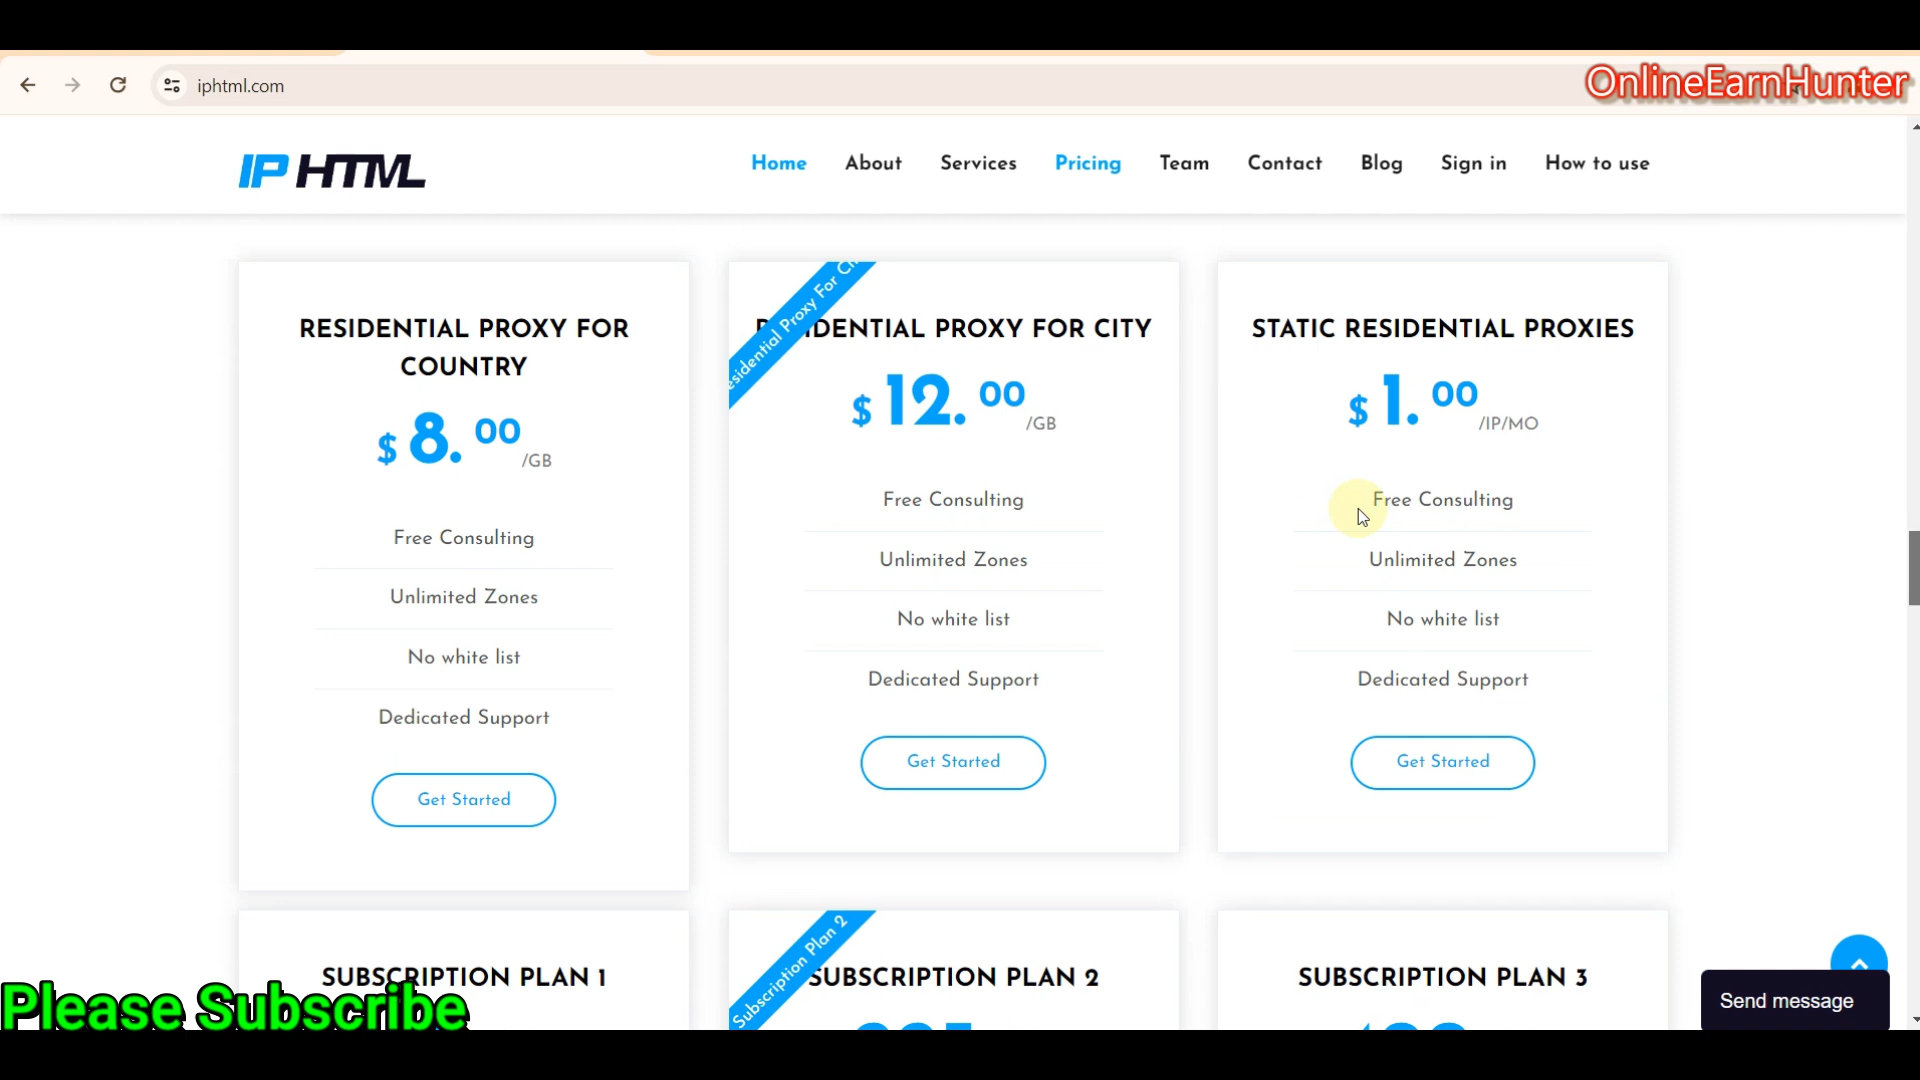 iphtml.com
OnlineEarnHunter
IP HTML
Home About Services Pricing Team Contact Blog Sign in How to use
RESIDENTIAL PROXY FOR
COUNTRY
$ 8. 00 /GB
Free Consulting
Unlimited Zones
No white list
Dedicated Support
Get Started
Residential Proxy For
PROXY FOR CITY
$ 12. 00 /GB
Free Consulting
Unlimited Zones
No white list
Dedicated Support
Get Started
STATIC RESIDENTIAL PROXIES
$ 1. 00 /IP/MO
Free Consulting
Unlimited Zones
No white list
Dedicated Support
Get Started
SUBSCRIPTION PLAN 1
Subscription Plan 2
SUBSCRIPTION PLAN 2
SUBSCRIPTION PLAN 3
Please Subscribe
Send message